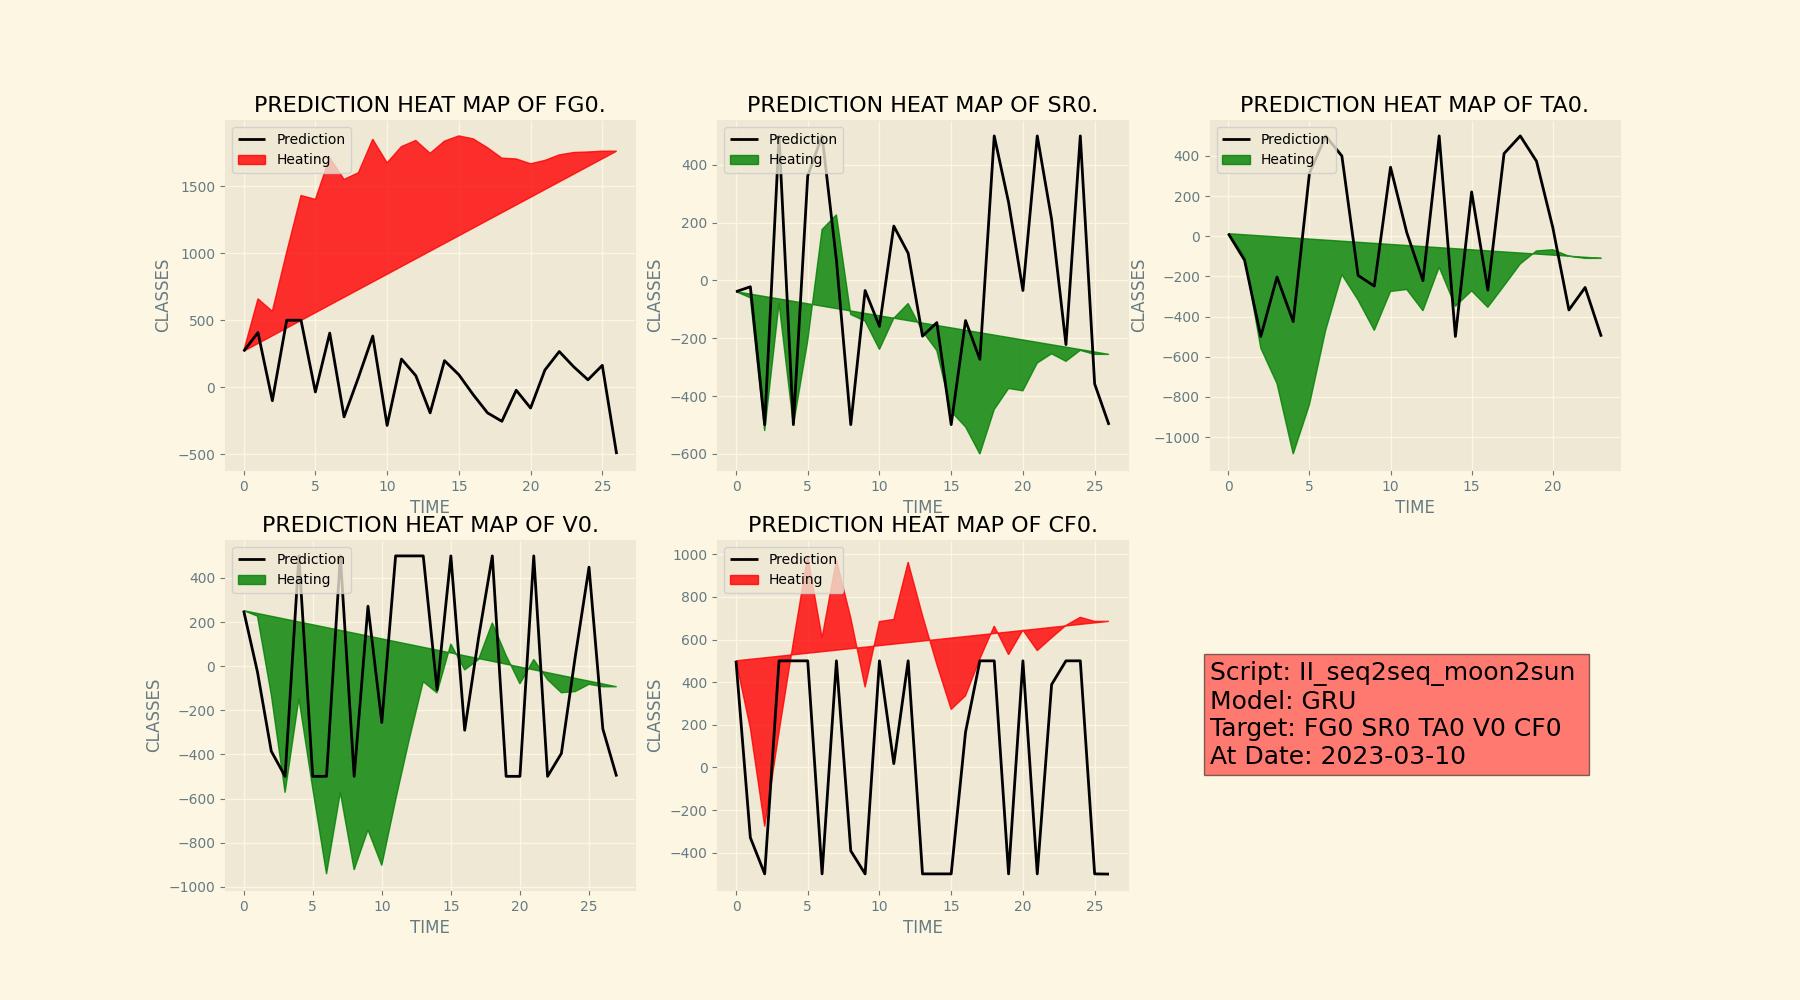 PREDICTION HEAT MAP OF FG0.
Prediction
Heating
1500
1000
500
0
−500
CLASSES
0 5 10 15 20 25
TIME
PREDICTION HEAT MAP OF SR0.
Prediction
Heating
400
200
0
−200
−400
−600
CLASSES
0 5 10 15 20 25
TIME
PREDICTION HEAT MAP OF TA0.
Prediction
Heating
400
200
0
−200
−400
−600
−800
−1000
CLASSES
0 5 10 15 20
TIME
PREDICTION HEAT MAP OF V0.
Prediction
Heating
400
200
0
−200
−400
−600
−800
−1000
CLASSES
0 5 10 15 20 25
TIME
PREDICTION HEAT MAP OF CF0.
Prediction
Heating
1000
800
600
400
200
0
−200
−400
CLASSES
0 5 10 15 20 25
TIME
Script: II_seq2seq_moon2sun
Model: GRU
Target: FG0 SR0 TA0 V0 CF0
At Date: 2023-03-10